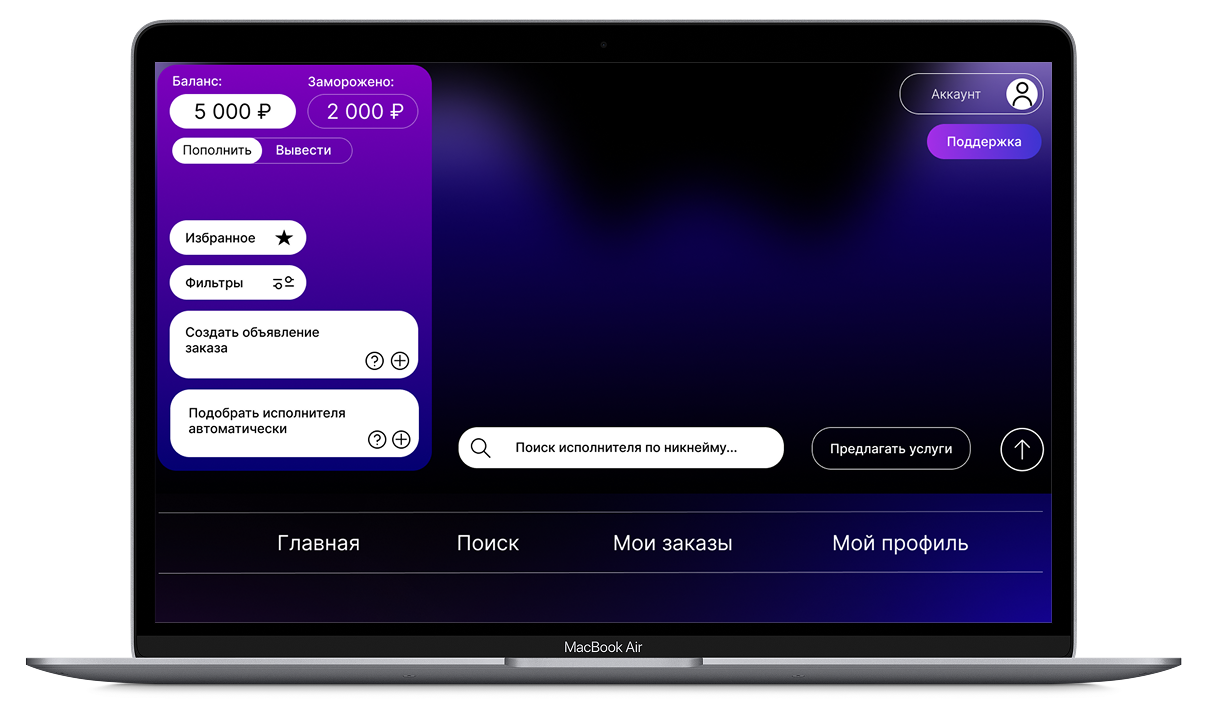 Баланс:
Заморожено:
5 000 ₽
2 000 ₽
Пополнить
Вывести
Избранное
Фильтры
Создать объявление
заказа
Подобрать исполнителя
автоматически
Аккаунт
Поддержка
Поиск исполнителя по никнейму...
Предлагать услуги
Главная
Поиск
Мои заказы
Мой профиль
MacBook Air